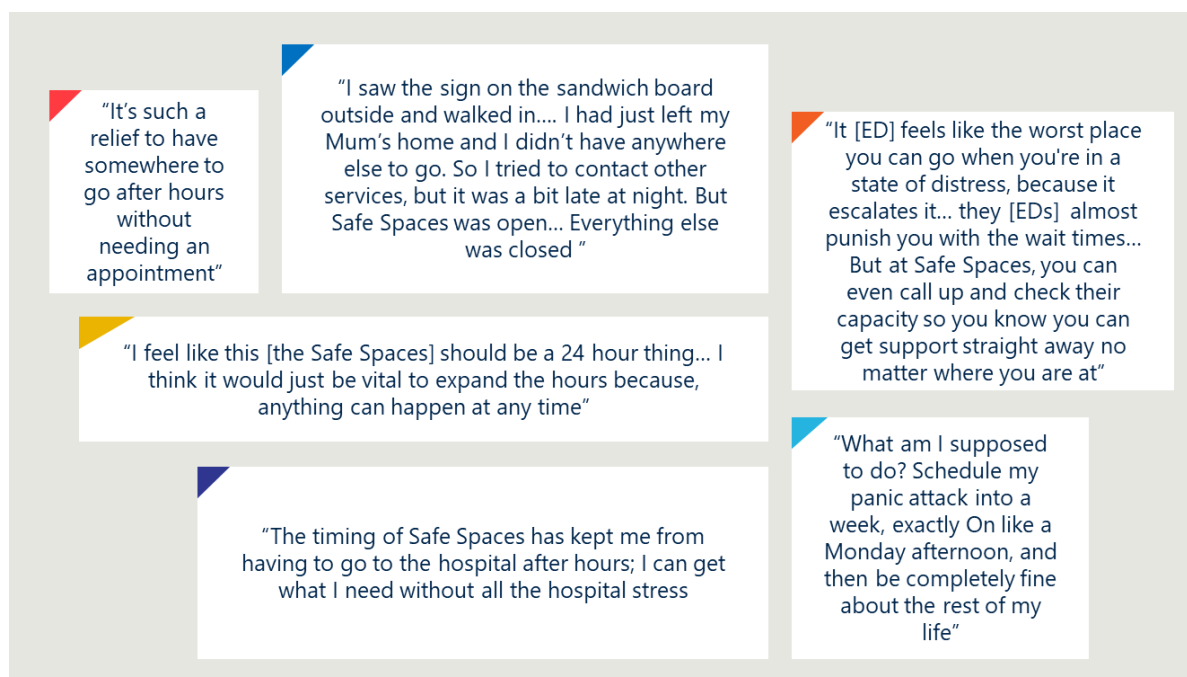 “It’s such a
relief to have
somewhere to
go after hours
without
needing an
appointment”
“I saw the sign on the sandwich board
outside and walked in…. I had just left my
Mum’s home and I didn’t have anywhere
else to go. So I tried to contact other
services, but it was a bit late at night. But
Safe Spaces was open… Everything else
was closed “
“It [ED] feels like the worst place
you can go when you're in a
state of distress, because it
escalates it… they [EDs] almost
punish you with the wait times…
But at Safe Spaces, you can
even call up and check their
capacity so you know you can
get support straight away no
matter where you are at”
“I feel like this [the Safe Spaces] should be a 24 hour thing… I
think it would just be vital to expand the hours because,
anything can happen at any time”
“The timing of Safe Spaces has kept me from
having to go to the hospital after hours; I can get
what I need without all the hospital stress
“What am I supposed
to do? Schedule my
panic attack into a
week, exactly On like a
Monday afternoon, and
then be completely fine
about the rest of my
life”